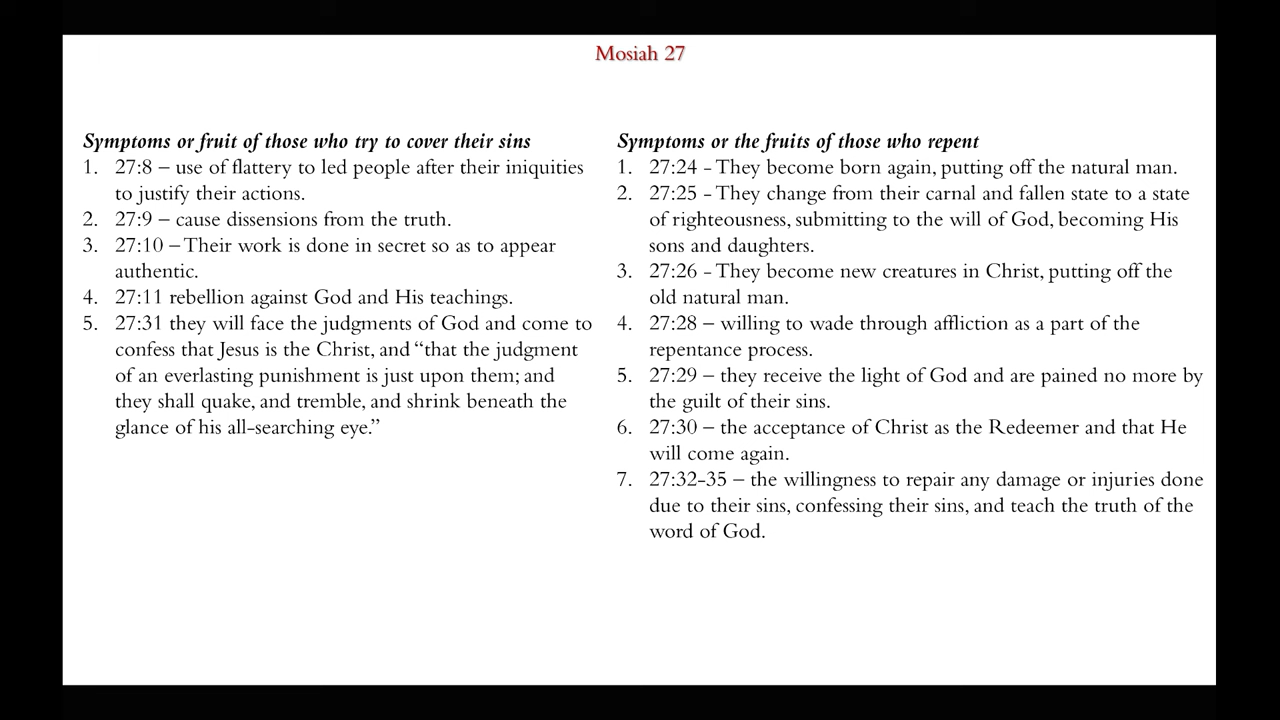 Mosiah 27
Symptoms or fruit of those who try to cover their sins
1. 27:8 – use of flattery to led people after their iniquities
to justify their actions.
2. 27:9 – cause dissensions from the truth.
3. 27:10 – Their work is done in secret so as to appear
authentic.
4. 27:11 rebellion against God and His teachings.
5. 27:31 they will face the judgments of God and come to
confess that Jesus is the Christ, and “that the judgment
of an everlasting punishment is just upon them; and
they shall quake, and tremble, and shrink beneath the
glance of his all-searching eye.”
Symptoms or the fruits of those who repent
1. 27:24 - They become born again, putting off the natural man.
2. 27:25 - They change from their carnal and fallen state to a state
of righteousness, submitting to the will of God, becoming His
sons and daughters.
3. 27:26 - They become new creatures in Christ, putting off the
old natural man.
4. 27:28 – willing to wade through affliction as a part of the
repentance process.
5. 27:29 – they receive the light of God and are pained no more by
the guilt of their sins.
6. 27:30 – the acceptance of Christ as the Redeemer and that He
will come again.
7. 27:32-35 – the willingness to repair any damage or injuries done
due to their sins, confessing their sins, and teach the truth of the
word of God.